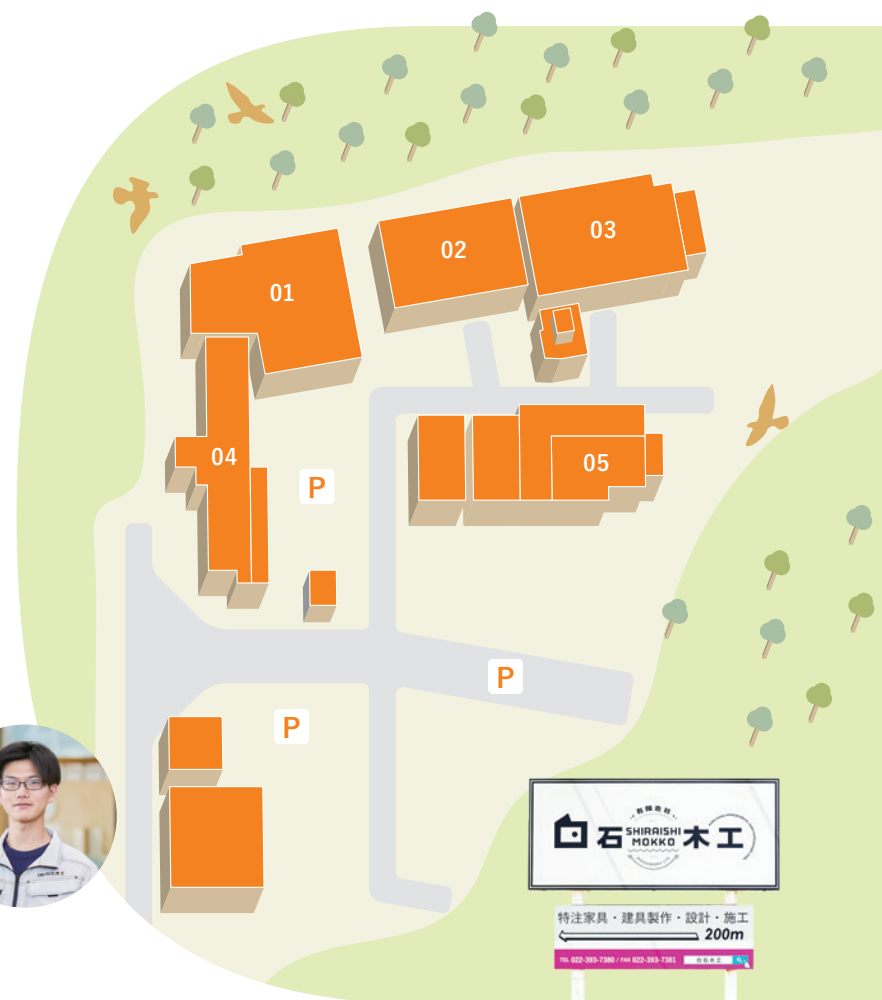 01
02
03
04
05
P
P
P
有限会社
白石木工
SHIRAISHI
MOKKO
特注家具・建具製作・設計・施工
200m
TEL 022-393-7380 / FAX 022-393-7381
白石木工